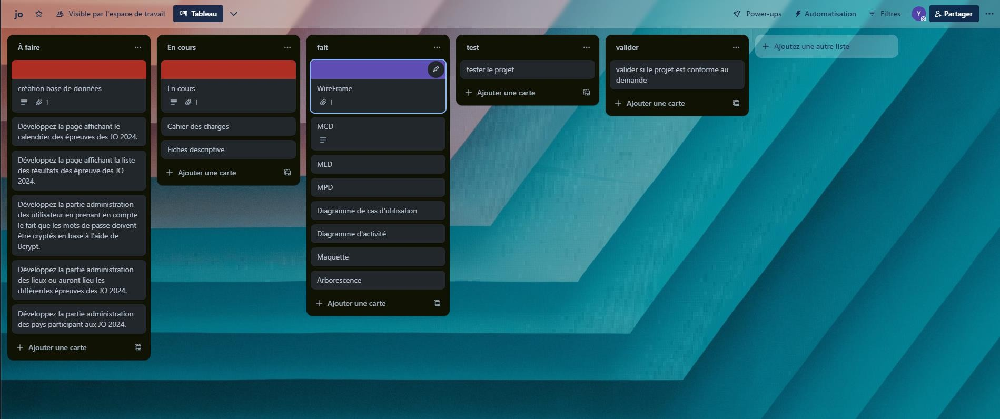 jo
Visible par l'espace de travail
Tableau
Power-ups
Automatisation
Filtres
Y
Partager
À faire
création base de données
1
Développez la page affichant le
calendrier des épreuves des JO 2024.
Développez la page affichant la liste
des résultats des épreuve des JO
2024.
Développez la partie administration
des utilisateur en prenant en compte
le fait que les mots de passe doivent
être cryptés en base à l'aide de
Bcrypt.
Développez la partie administration
des lieux ou auront lieu les
différentes épreuves des JO 2024.
Développez la partie administration
des pays participant aux JO 2024.
Ajouter une carte
En cours
En cours
1
Cahier des charges
Fiches descriptive
Ajouter une carte
fait
WireFrame
1
MCD
MLD
MPD
Diagramme de cas d'utilisation
Diagramme d'activité
Maquette
Arborescence
Ajouter une carte
test
tester le projet
Ajouter une carte
valider
valider si le projet est conforme au
demande
Ajouter une carte
Ajoutez une autre liste